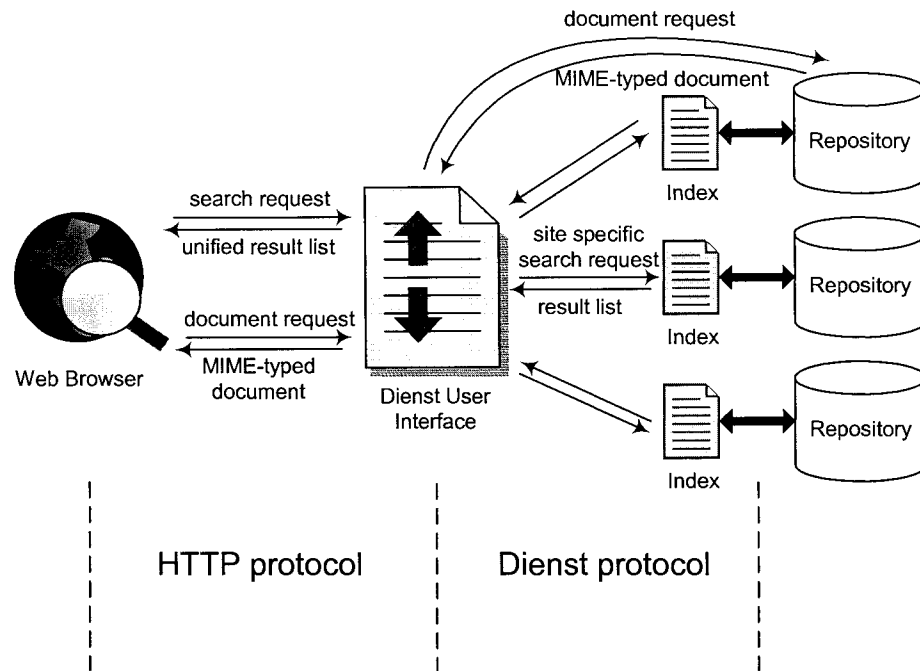 document request
MIME-typed document
Repository
Index
search request
unified result list
site specific
search request
result list
Repository
Index
document request
MIME-typed
document
Web Browser
Dienst User
Interface
Repository
Index
HTTP protocol
Dienst protocol